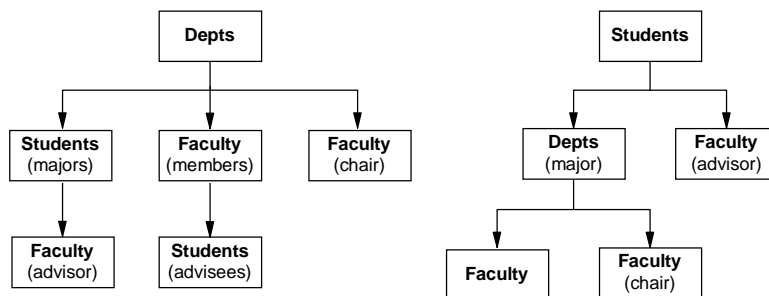 Depts
Students
(majors)
Faculty
(members)
Faculty
(chair)
Faculty
(advisor)
Students
(advisees)
Students
Depts
(major)
Faculty
(advisor)
Faculty
Faculty
(chair)